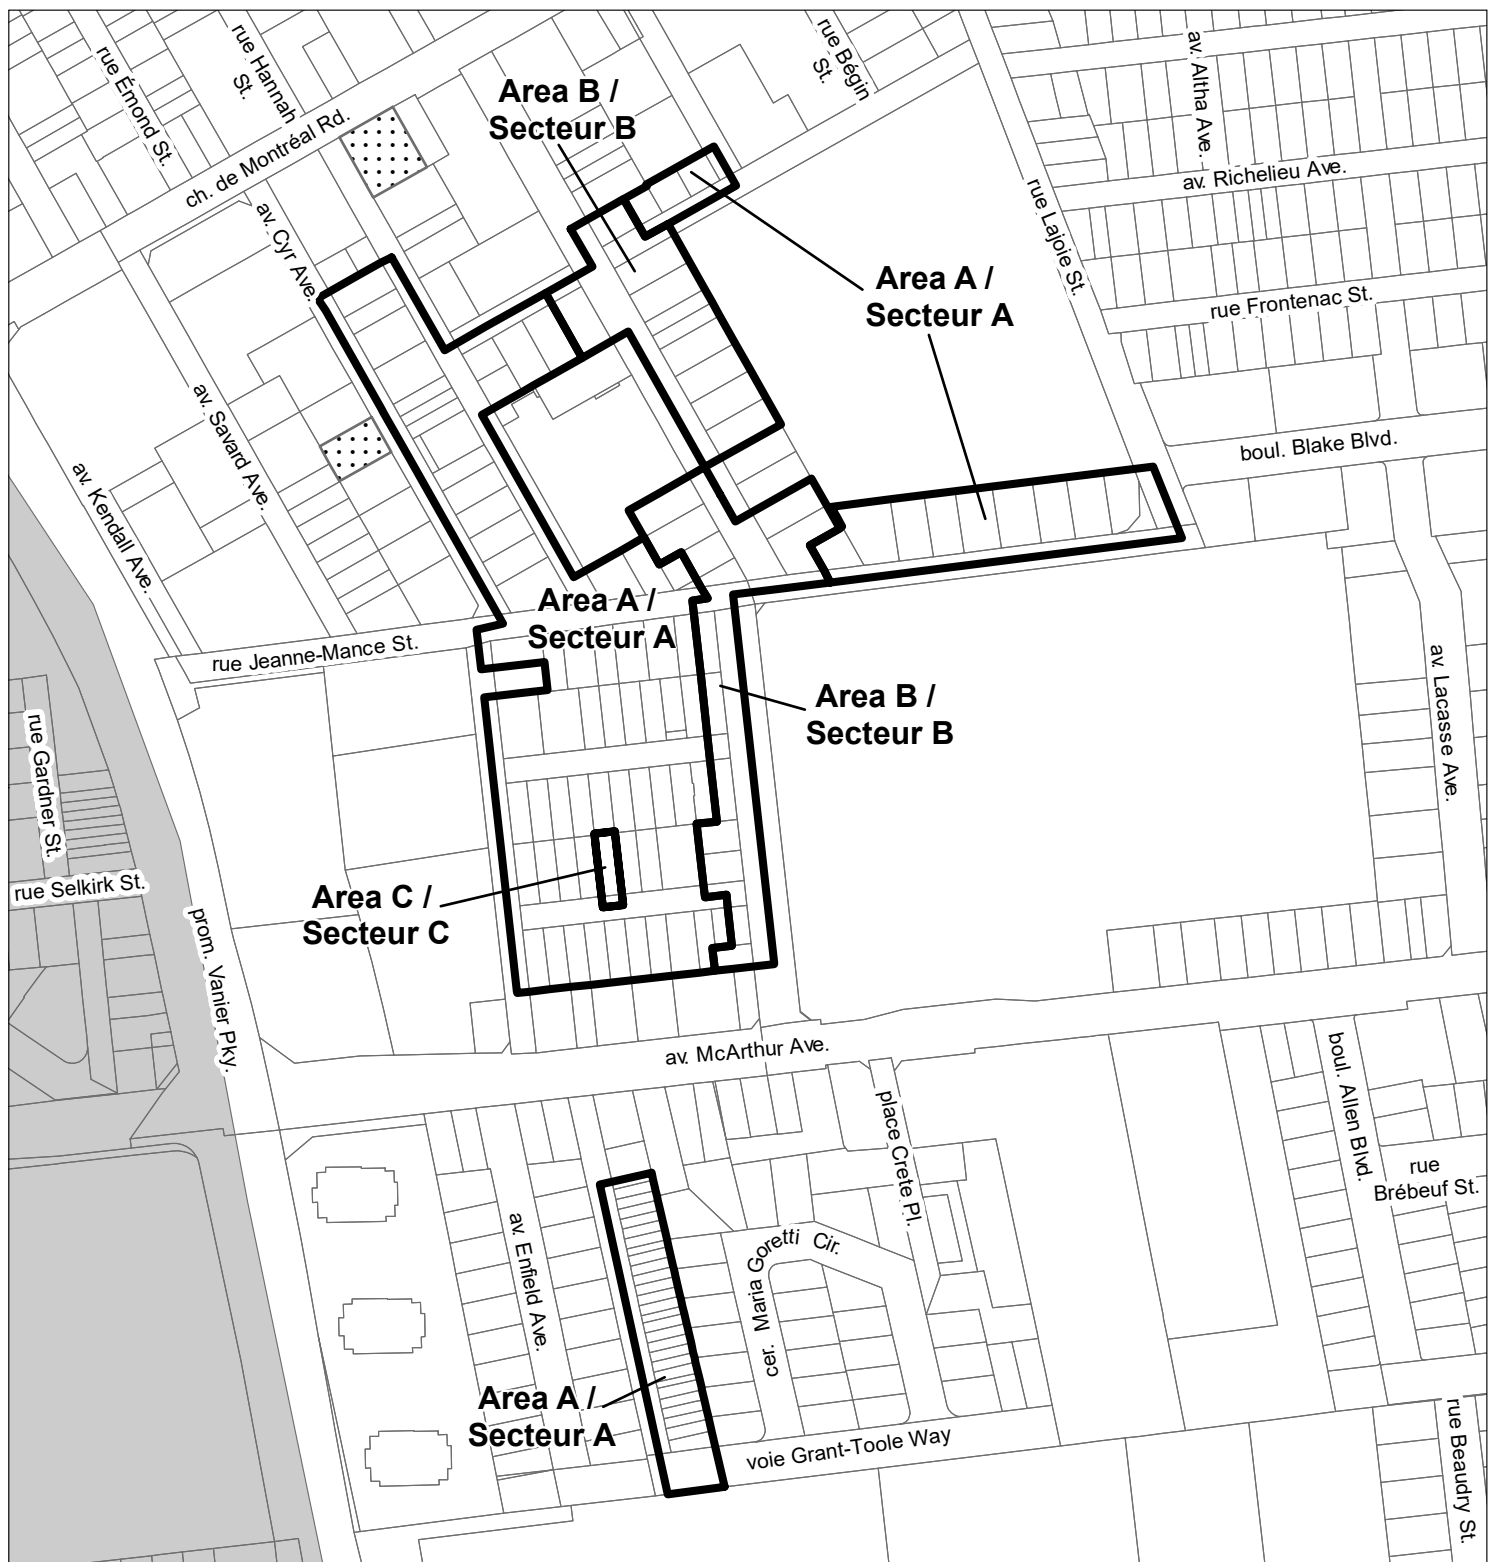 rue Émond St.
rue Hannah
St.
ch. de Montréal Rd.
Area B /
Secteur B
rue Bégin
St.
av. Altha Ave.
av. Richelieu Ave.
rue Lajoie St.
av. Cyr Ave.
Area A /
Secteur A
rue Frontenac St.
av. Savard Ave.
av. Kendall Ave.
boul. Blake Blvd.
Area A /
Secteur A
rue Jeanne-Mance St.
Area B /
Secteur B
av. Lacasse Ave.
rue Gardner St.
rue Selkirk St.
Area C /
Secteur C
prom. Vanier Pky.
av. McArthur Ave.
place Crete Pl.
boul. Allen Blvd.
rue
Brébeuf St.
av. Enfield Ave.
cer. Maria Goretti Cir.
Area A /
Secteur A
voie Grant-Toole Way
rue Beaudry St.